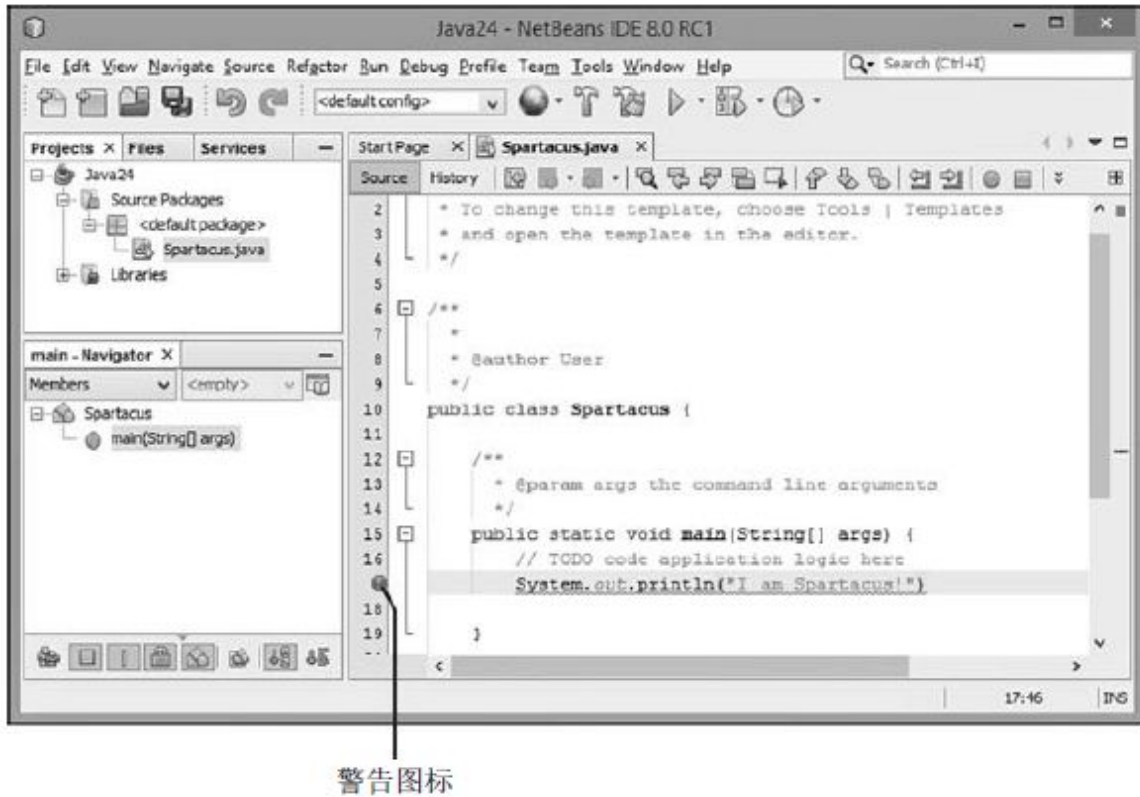 Java24 - NetBeans IDE 8.0 RC1
File Edit View Navigate Source Refactor Run Debug Profile Team Tools Window Help
Search (Ctrl+I)
<default config>
Projects Files Services
Java24
Source Packages
<default package>
Spartacus.java
Libraries
main - Navigator
Members <empty>
Spartacus
main(String[] args)
Start Page Spartacus.java
Source History
2 * To change this template, choose Tools | Templates
3 * and open the template in the editor.
4 */
5
6 /**
7 *
8 * @author User
9 */
10 public class Spartacus {
11
12 /**
13 * @param args the command line arguments
14 */
15 public static void main(String[] args) {
16 // TODO code application logic here
System.out.println("I am Spartacus!")
18
19 }
17:46 INS
警告图标